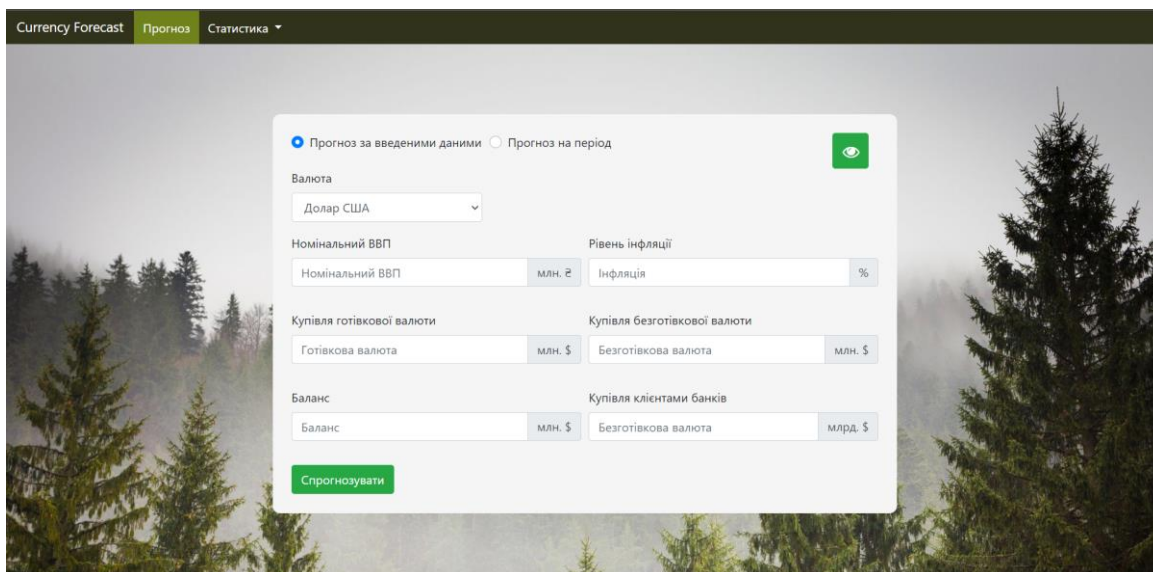 Currency Forecast Прогноз Статистика
Прогноз за введеними даними Прогноз на період
Валюта
Долар США
Номінальний ВВП Рівень інфляції
Номінальний ВВП млн. ₴ Інфляція %
Купівля готівкової валюти Купівля безготівкової валюти
Готівкова валюта млн. $ Безготівкова валюта млн. $
Баланс Купівля клієнтами банків
Баланс млн. $ Безготівкова валюта млрд. $
Спрогнозувати